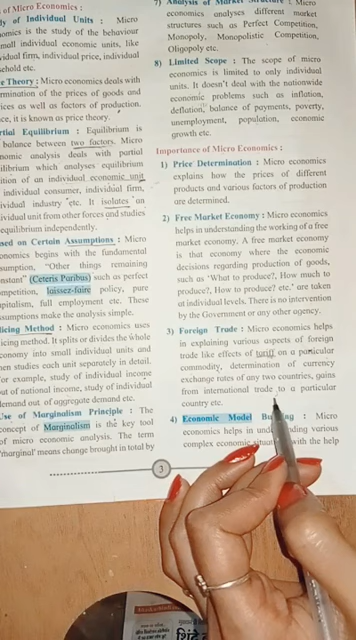 of Micro Economics :
dy of Individual Units : Micro
onomics is the study of the behaviour
mall individual economic units, like
vidual firm, individual price, individual
sehold etc.
e Theory : Micro economics deals with
rmination of the prices of goods and
ices as well as factors of production.
ce, it is known as price theory.
rtial Equilibrium : Equilibrium is
balance between two factors. Micro
nomic analysis deals with partial
ilibrium which analyses equilibrium
ition of an individual economic unit
individual consumer, individual firm,
ividual industry etc. It isolates an
ividual unit from other forces and studies
equilibrium independently.
sed on Certain Assumptions : Micro
onomics begins with the fundamental
sumption, "Other things remaining
nstant" (Ceteris Paribus) such as perfect
mpetition, laissez-faire policy, pure
pitalism, full employment etc. These
ssumptions make the analysis simple.
licing Method : Micro economics uses
icing method. It splits or divides the whole
conomy into small individual units and
hen studies each unit separately in detail.
or example, study of individual income
out of national income, study of individual
lemand out of aggregate demand etc.
Use of Marginalism Principle : The
concept of Marginalism is the key tool
of micro economic analysis. The term
'marginal' means change brought in total by
7) Analysis of Market Structure : Micro
economics analyses different market
structures such as Perfect Competition,
Monopoly, Monopolistic Competition,
Oligopoly etc.
8) Limited Scope : The scope of micro
economics is limited to only individual
units. It doesn't deal with the nationwide
economic problems such as inflation,
deflation, balance of payments, poverty,
unemployment, population, economic
growth etc.
Importance of Micro Economics :
1) Price Determination : Micro economics
explains how the prices of different
products and various factors of production
are determined.
2) Free Market Economy : Micro economics
helps in understanding the working of a free
market economy. A free market economy
is that economy where the economic
decisions regarding production of goods,
such as 'What to produce?, How much to
produce?, How to produce? etc.' are taken
at individual levels. There is no intervention
by the Government or any other agency.
3) Foreign Trade : Micro economics helps
in explaining various aspects of foreign
trade like effects of tariff on a particular
commodity, determination of currency
exchange rates of any two countries, gains
from international trade to a particular
country etc.
4) Economic Model Bu ing : Micro
economics helps in und nding various
complex economic situati with the help
3